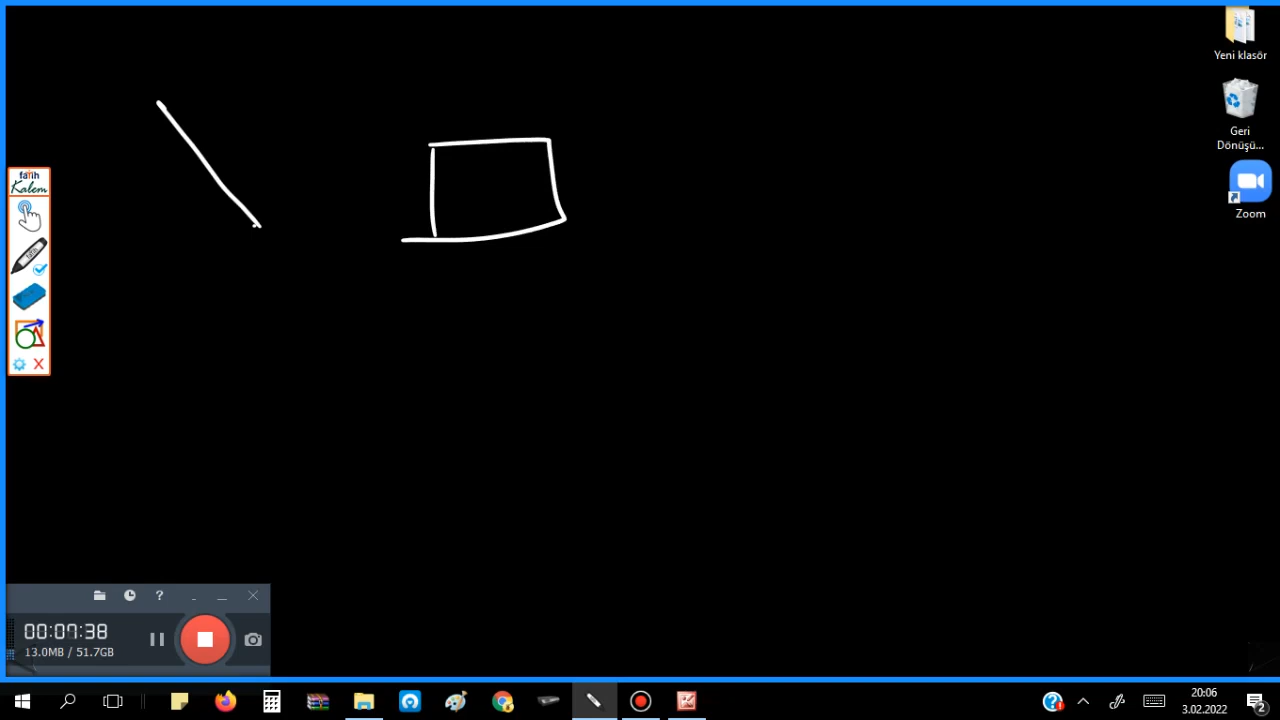 Yeni klasör
Geri
Dönüşü...
Zoom
fatih
Kalem
00:07:38
13.0MB / 51.7GB
20:06
3.02.2022
2